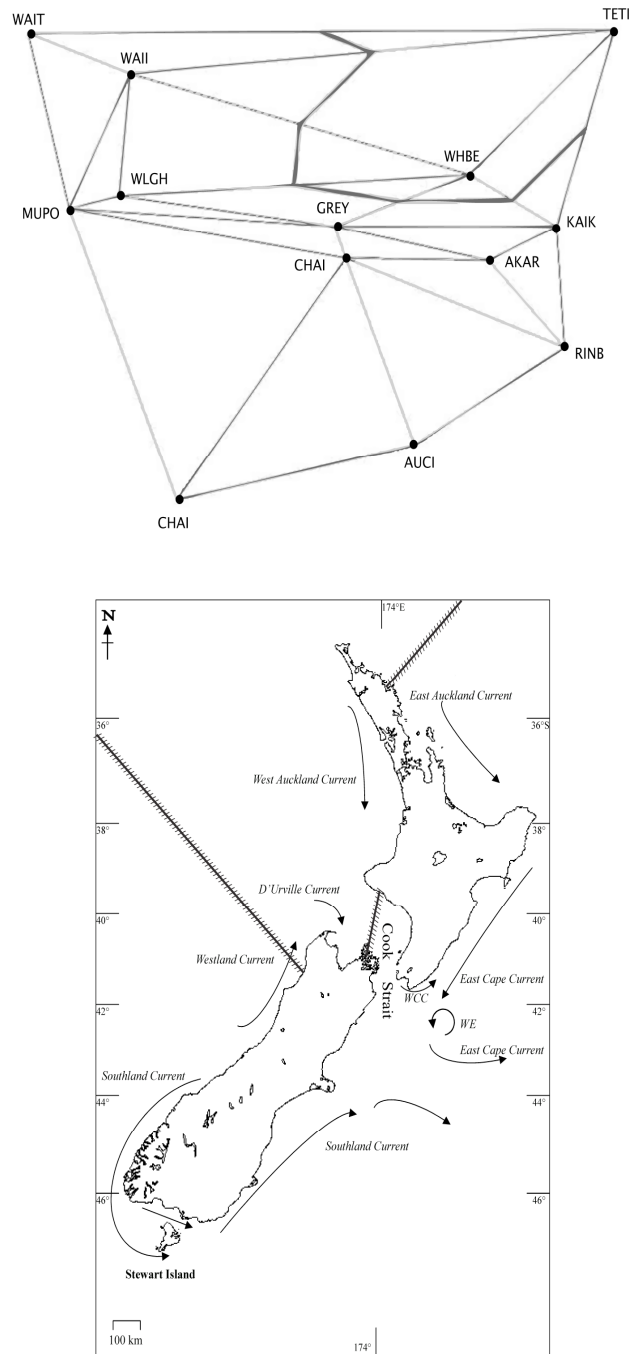 WAIT
TETI
WAII
WHBE
WLGH
MUPO
GREY
KAIK
CHAI
AKAR
RINB
AUCI
CHAI
174°E
N
East Auckland Current
36°
36°S
West Auckland Current
38°
38°
D'Urville Current
40°
40°
Cook
Strait
Westland Current
WCC
East Cape Current
42°
42°
WE
East Cape Current
Southland Current
44°
44°
Southland Current
46°
46°
Stewart Island
100 km
174°